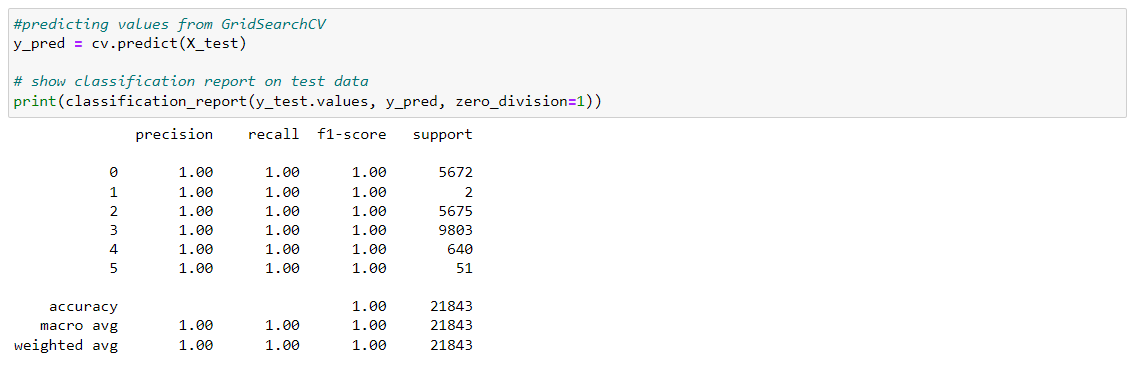 #predicting values from GridSearchCV
y_pred = cv.predict(X_test)
# show classification report on test data
print(classification_report(y_test.values, y_pred, zero_division=1))
precision recall f1-score support
0 1.00 1.00 1.00 5672
1 1.00 1.00 1.00 2
2 1.00 1.00 1.00 5675
3 1.00 1.00 1.00 9803
4 1.00 1.00 1.00 640
5 1.00 1.00 1.00 51
accuracy 1.00 21843
macro avg 1.00 1.00 1.00 21843
weighted avg 1.00 1.00 1.00 21843